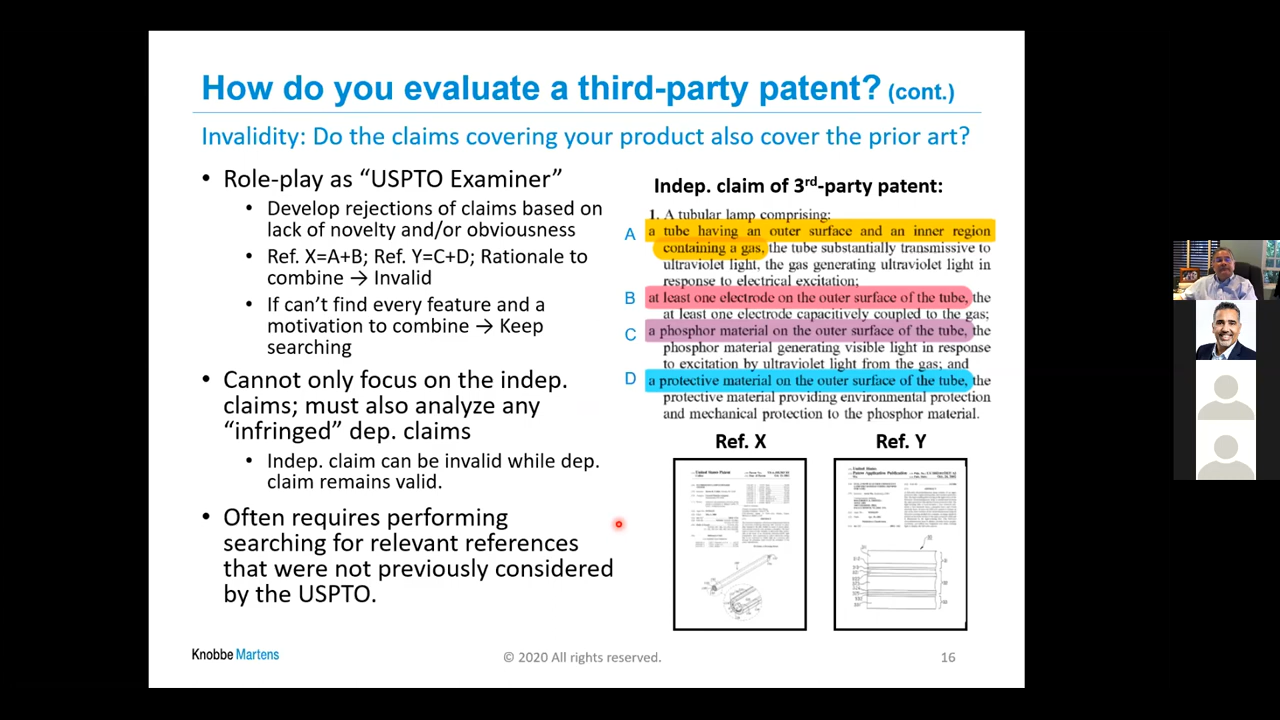 How do you evaluate a third-party patent? (cont.)
Invalidity: Do the claims covering your product also cover the prior art?
• Role-play as “USPTO Examiner”
• Develop rejections of claims based on
lack of novelty and/or obviousness
• Ref. X=A+B; Ref. Y=C+D; Rationale to
combine → Invalid
• If can’t find every feature and a
motivation to combine → Keep
searching
• Cannot only focus on the indep.
claims; must also analyze any
“infringed” dep. claims
• Indep. claim can be invalid while dep.
claim remains valid.
• Often requires performing
searching for relevant references
that were not previously considered
by the USPTO.
Indep. claim of 3rd-party patent:
1. A tubular lamp comprising:
A a tube having an outer surface and an inner region
containing a gas, the tube substantially transmissive to
ultraviolet light, the gas generating ultraviolet light in
response to electrical excitation;
B at least one electrode on the outer surface of the tube, the
at least one electrode capacitively coupled to the gas;
C a phosphor material on the outer surface of the tube, the
phosphor material generating visible light in response
to excitation by ultraviolet light from the gas; and
D a protective material on the outer surface of the tube, the
protective material providing environmental protection
and mechanical protection to the phosphor material.
Ref. X
Ref. Y
United States Patent
United States
Patent Application Publication
Knobbe Martens
© 2020 All rights reserved.
16